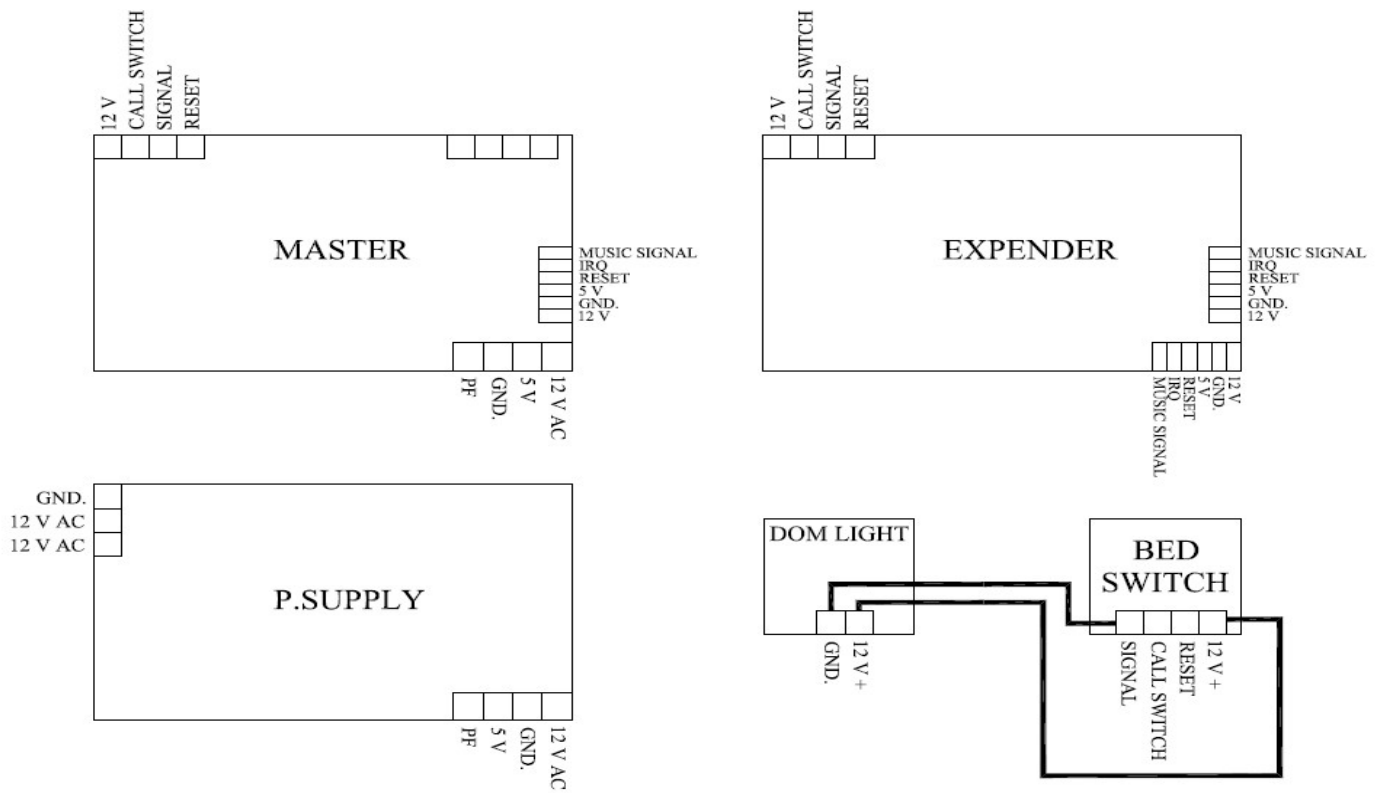 12 V
CALL SWITCH
SIGNAL
RESET
MASTER
MUSIC SIGNAL
IRQ
RESET
5 V
GND.
12 V
PF
GND.
5 V
12 V AC
12 V
CALL SWITCH
SIGNAL
RESET
EXPENDER
MUSIC SIGNAL
IRQ
RESET
5 V
GND.
12 V
MUSIC SIGNAL
IRQ
RESET
5 V
GND.
12 V
GND.
12 V AC
12 V AC
P.SUPPLY
PF
5 V
GND.
12 V AC
DOM LIGHT
GND.
12 V +
BED
SWITCH
SIGNAL
CALL SWITCH
RESET
12 V +